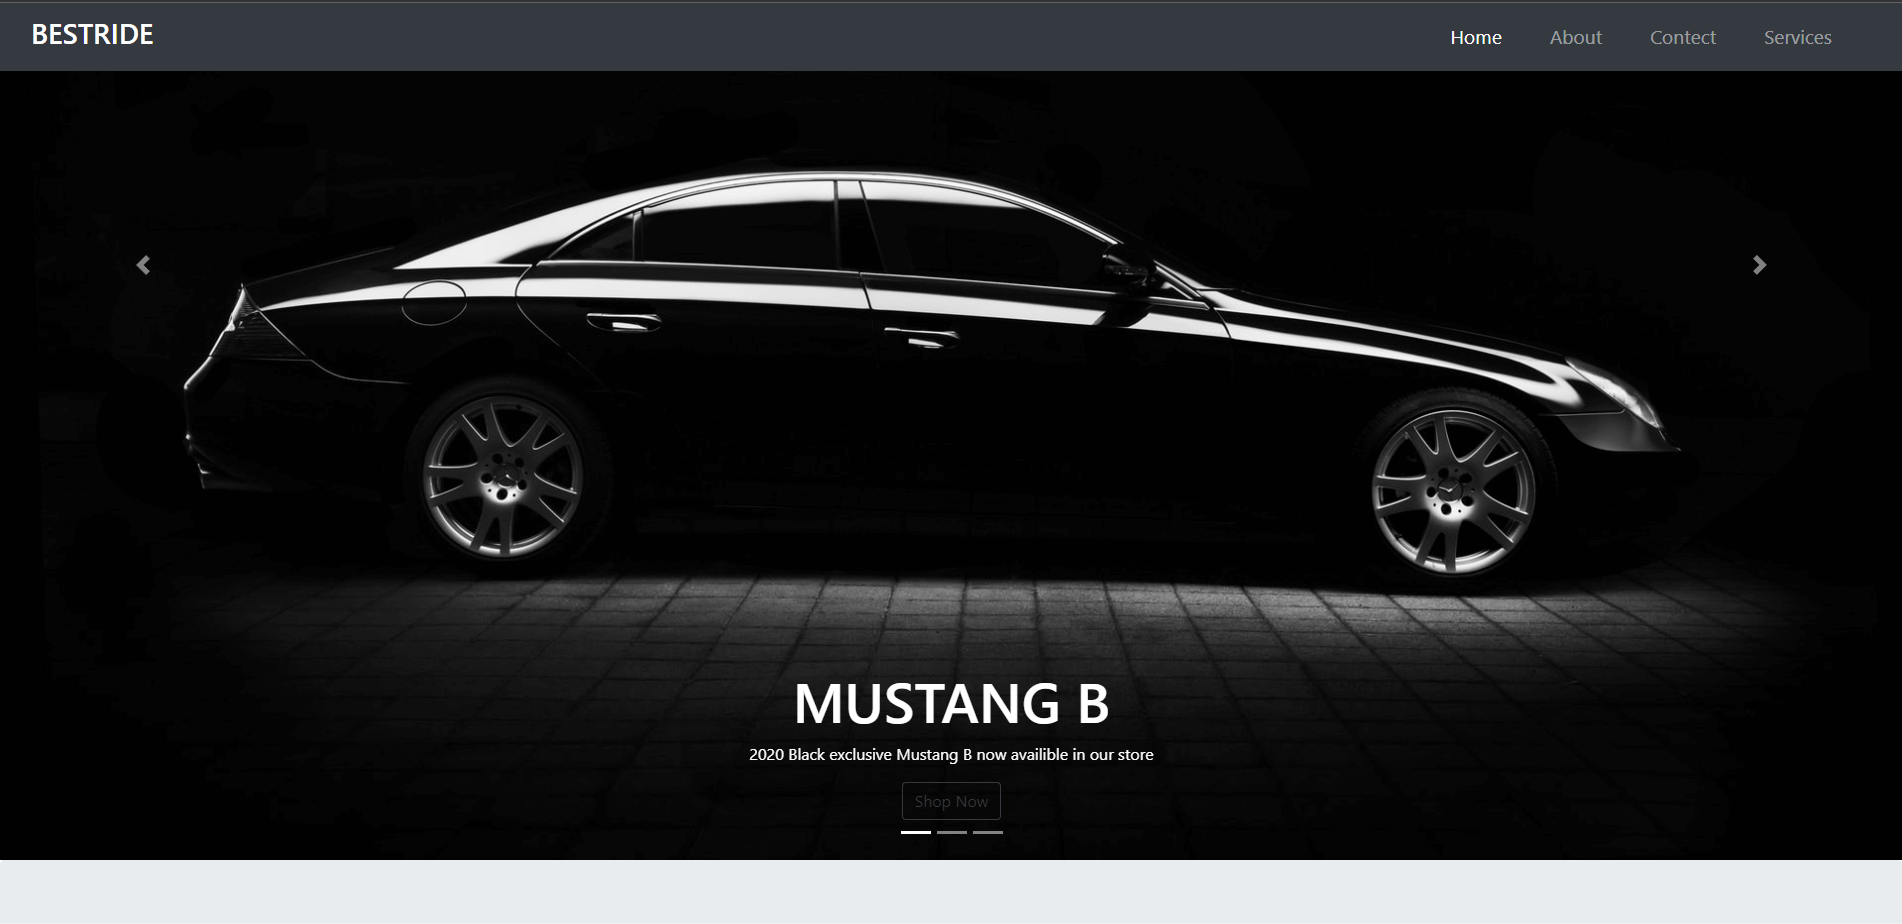 BESTRIDE
Home About Contect Services
MUSTANG B
2020 Black exclusive Mustang B now availible in our store
Shop Now